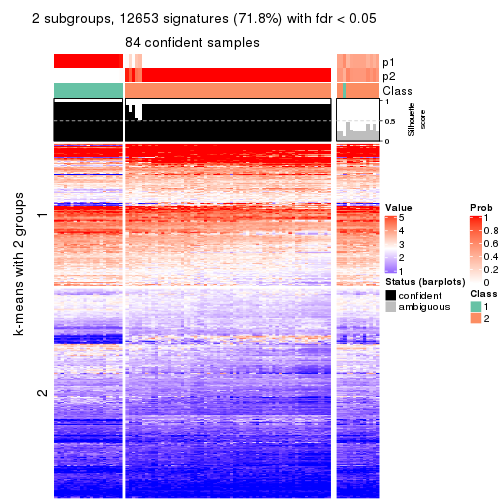 2 subgroups, 12653 signatures (71.8%) with fdr < 0.05
84 confident samples
p1
p2
Class
1
0.5
0
Silhouette
score
k-means with 2 groups
1
2
Value
5
4
3
2
1
Prob
1
0.8
0.6
0.4
0.2
0
Status (barplots)
confident
ambiguous
Class
1
2